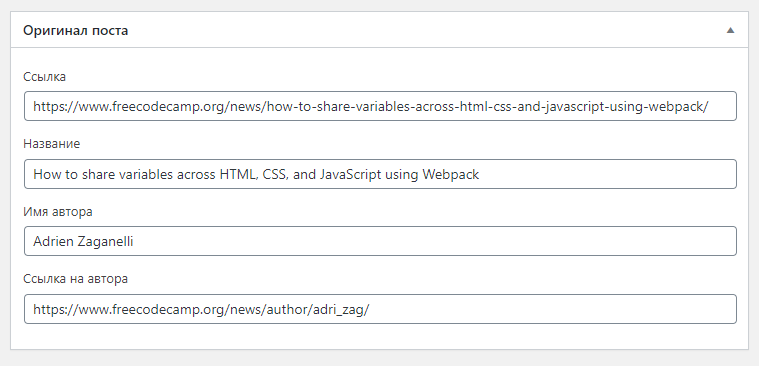 Оригинал поста
Ссылка
https://www.freecodecamp.org/news/how-to-share-variables-across-html-css-and-javascript-using-webpack/
Название
How to share variables across HTML, CSS, and JavaScript using Webpack
Имя автора
Adrien Zaganelli
Ссылка на автора
https://www.freecodecamp.org/news/author/adri_zag/